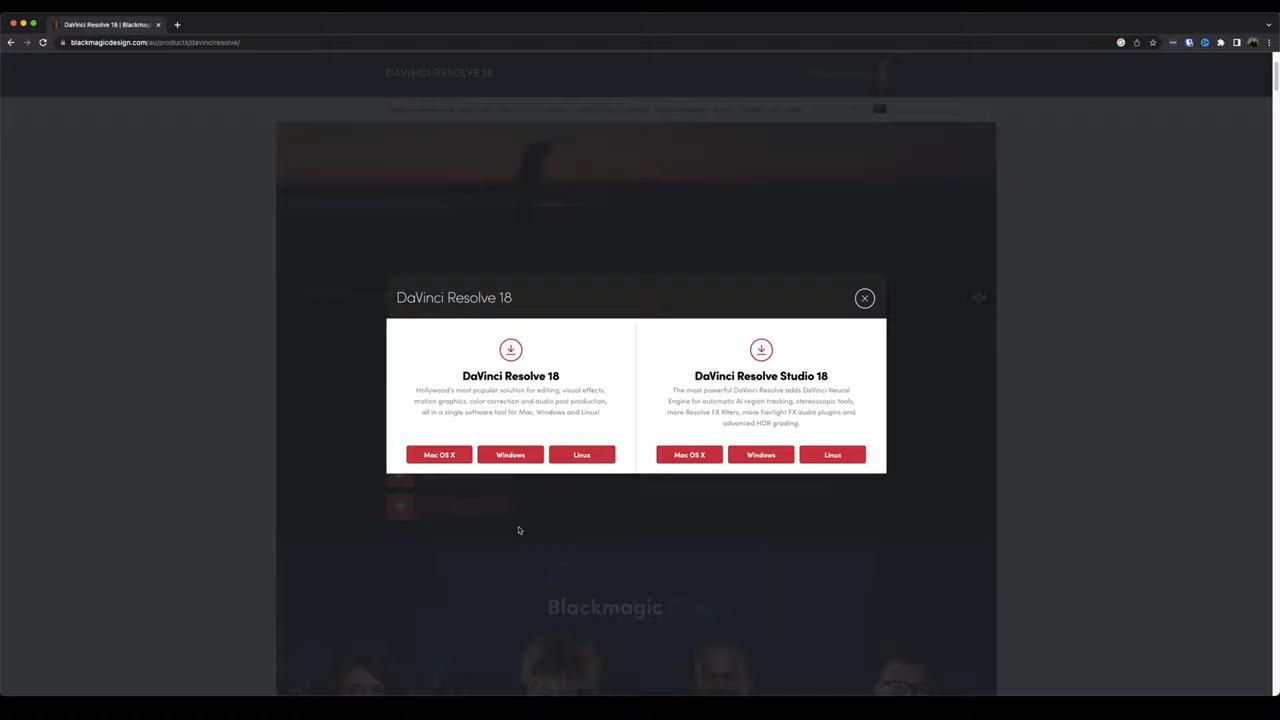 DaVinci Resolve 18 | Blackmag
blackmagicdesign.com/au/products/davinciresolve/
DAVINCI RESOLVE 18
DaVinci Resolve 18
DaVinci Resolve 18
Hollywood's most popular solution for editing, visual effects,
motion graphics, color correction and audio post production,
all in a single software tool for Mac, Windows and Linux!
Mac OS X
Windows
Linux
DaVinci Resolve Studio 18
The most powerful DaVinci Resolve adds DaVinci Neural
Engine for automatic AI region tracking, stereoscopic tools,
more Resolve FX filters, more Fairlight FX audio plugins and
advanced HDR grading.
Mac OS X
Windows
Linux
Blackmagic